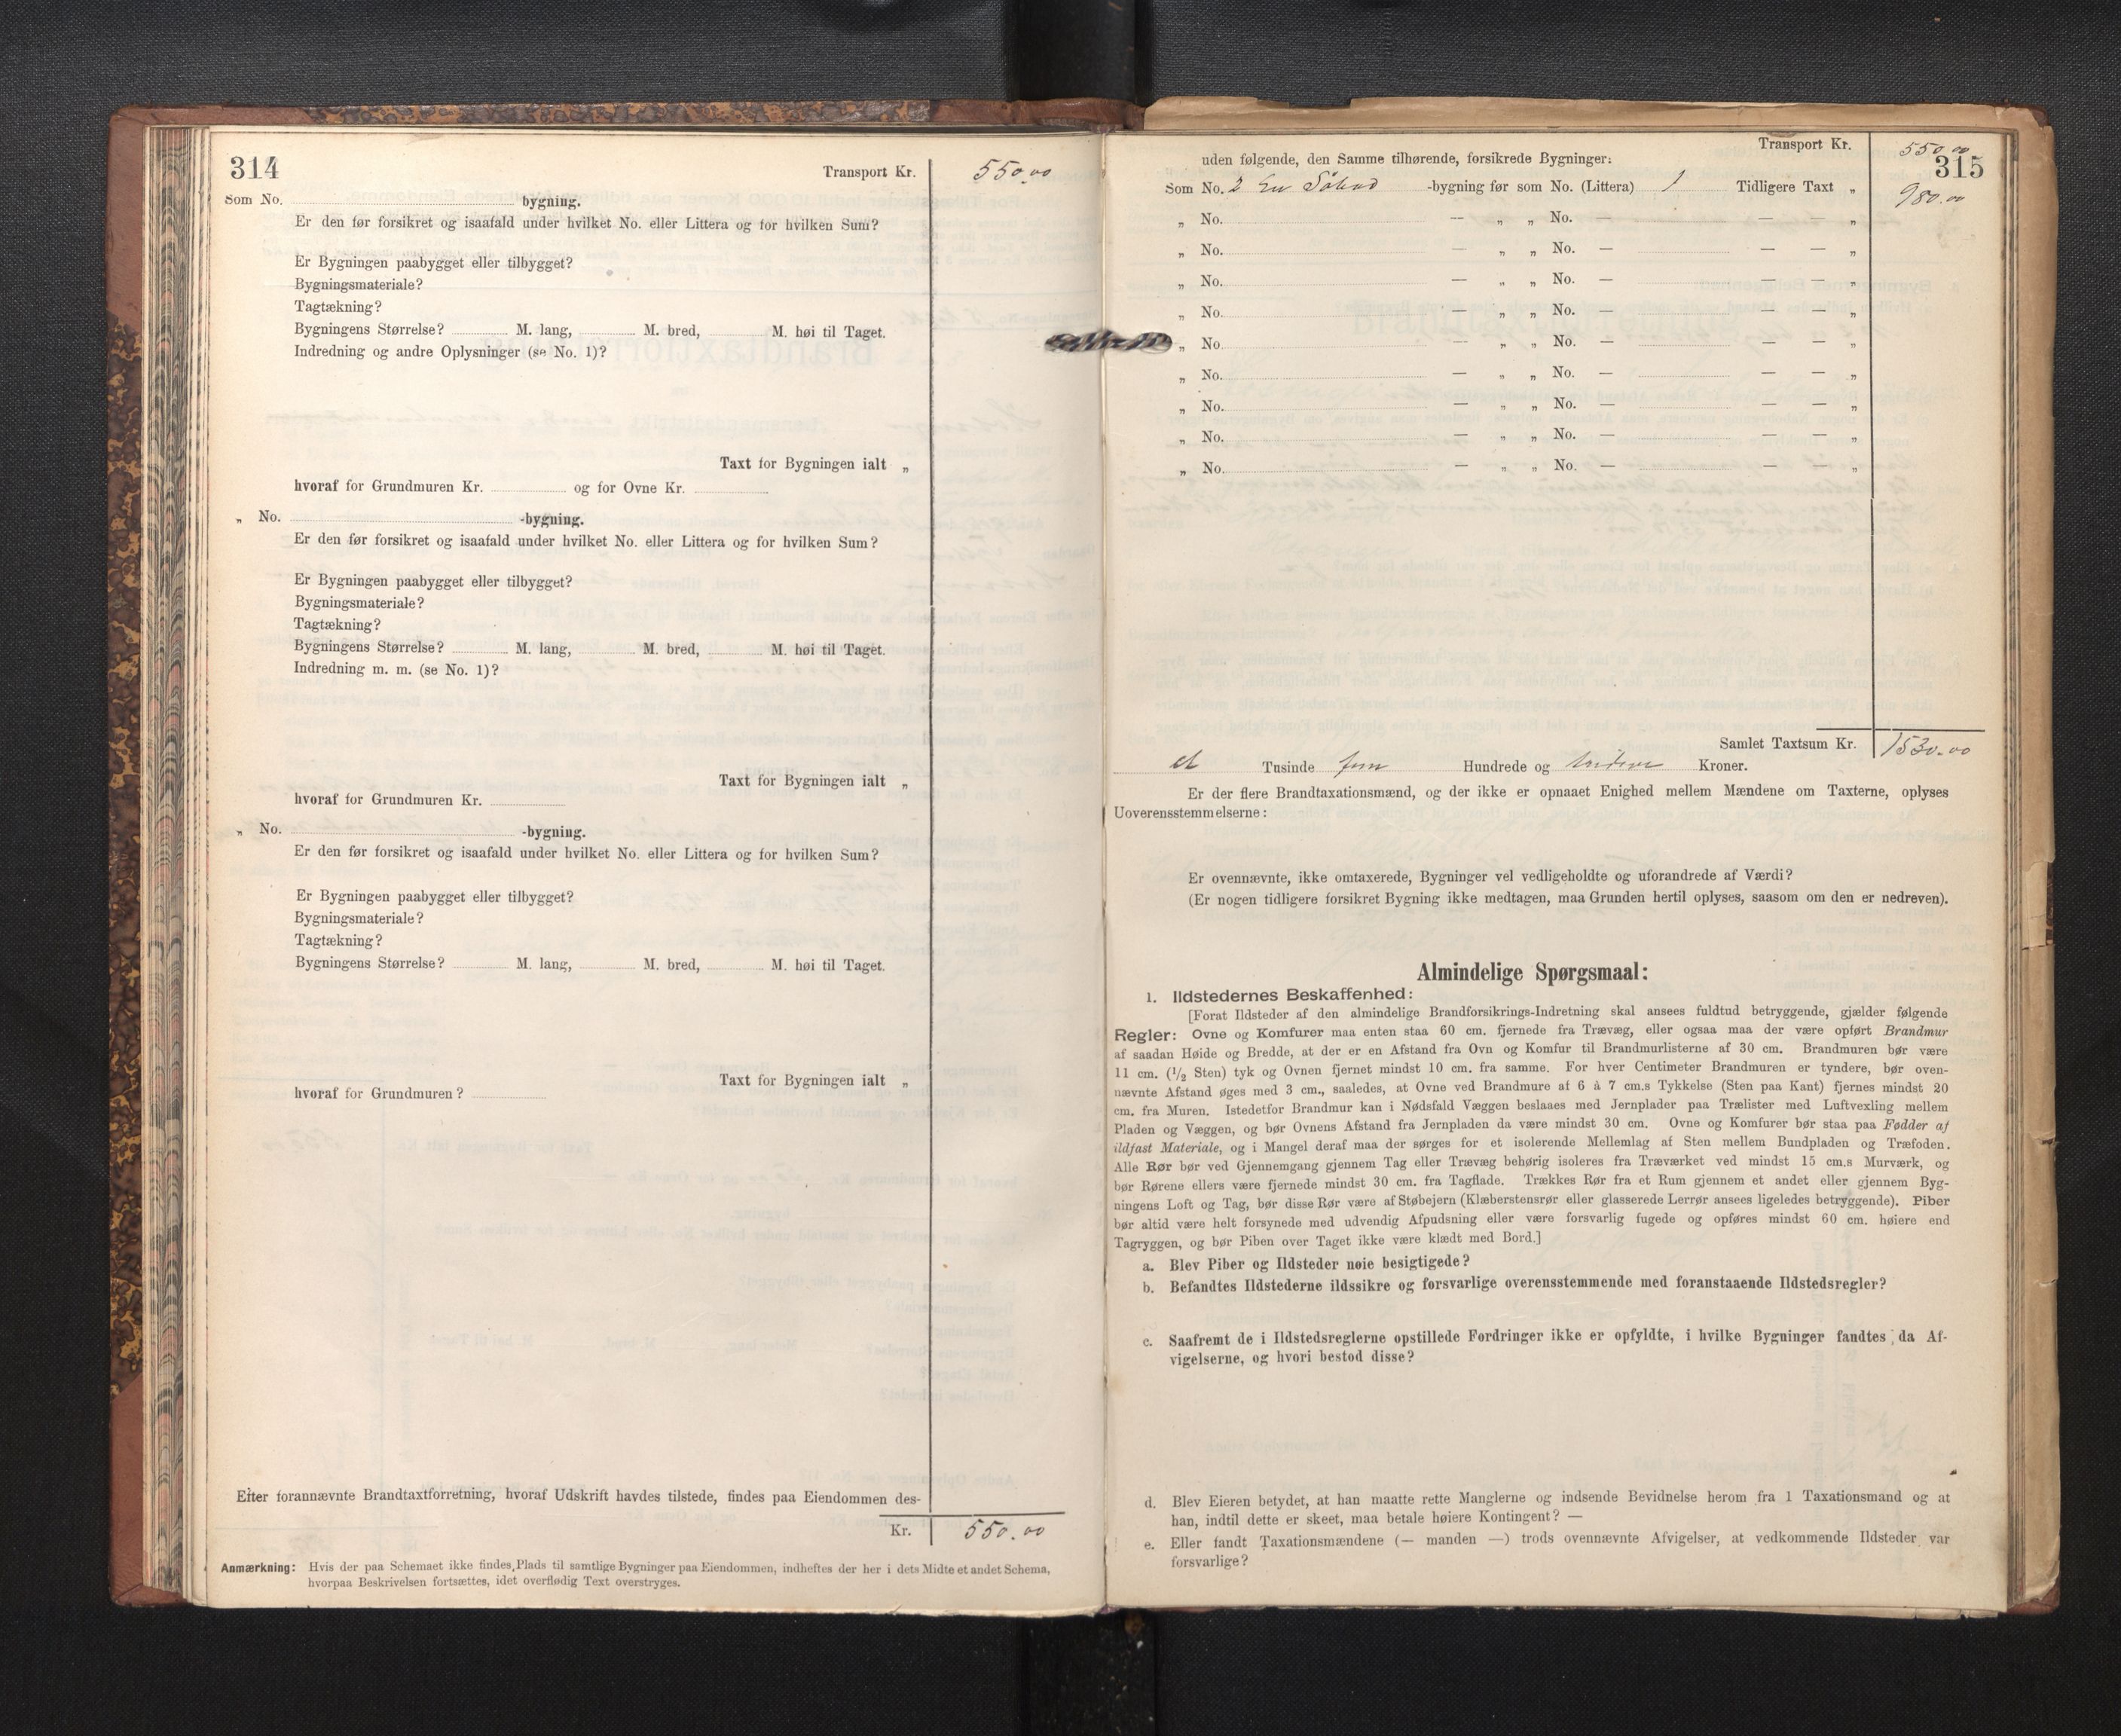 314
Transport Kr. 550.00
Som No. bygning.
Er den før forsikret og isaafald under hvilket No. eller Littera og for hvilken Sum?
Er Bygningen paabygget eller tilbygget?
Bygningsmateriale?
Tagtækning?
Bygningens Størrelse? M. lang, M. bred, M. høi til Taget.
Indredning og andre Oplysninger (se No. 1)?
Taxt for Bygningen ialt „
hvoraf for Grundmuren Kr. og for Ovne Kr.
„ No. -bygning.
Er den før forsikret og isaafald under hvilket No. eller Littera og for hvilken Sum?
Er Bygningen paabygget eller tilbygget?
Bygningsmateriale?
Tagtækning?
Bygningens Størrelse? M. lang, M. bred, M. høi til Taget.
Indredning m. m. (se No. 1)?
Taxt for Bygningen ialt „
hvoraf for Grundmuren Kr.
„ No. -bygning.
Er den før forsikret og isaafald under hvilket No. eller Littera og for hvilken Sum?
Er Bygningen paabygget eller tilbygget?
Bygningsmateriale?
Tagtækning?
Bygningens Størrelse? M. lang, M. bred, M. høi til Taget.
Taxt for Bygningen ialt „
hvoraf for Grundmuren?
Efter forannævnte Brandtaxtforretning, hvoraf Udskrift havdes tilstede, findes paa Eiendommen des-
Kr. 550.00
Anmærkning: Hvis der paa Schemaet ikke findes Plads til samtlige Bygninger paa Eiendommen, indheftes der her i dets Midte et andet Schema,
hvorpaa Beskrivelsen fortsættes, idet overflødig Text overstryges.
Transport Kr. 550.00
315
uden følgende, den Samme tilhørende, forsikrede Bygninger:
Som No. 2 En -bygning før som No. (Littera) 1 Tidligere Taxt „ 980.00
„ No. — „ „ No. — — — „
„ No. — „ „ No. — — — „
„ No. — „ „ No. — — — „
„ No. — „ „ No. — — — „
„ No. — „ „ No. — — — „
„ No. — „ „ No. — — — „
„ No. — „ „ No. — — — „
„ No. — „ „ No. — — — „
„ No. — „ „ No. — — — „
Samlet Taxtsum Kr. 1530.00
et Tusinde fem Hundrede og tredive Kroner.
Er der flere Brandtaxationsmænd, og der ikke er opnaaet Enighed mellem Mændene om Taxterne, oplyses
Uoverensstemmelserne:
Er ovennævnte, ikke omtaxerede, Bygninger vel vedligeholdte og uforandrede af Værdi?
(Er nogen tidligere forsikret Bygning ikke medtagen, maa Grunden hertil oplyses, saasom om den er nedreven).
Almindelige Spørgsmaal:
1. Ildstedernes Beskaffenhed:
[Forat Ildsteder af den almindelige Brandforsikrings-Indretning skal ansees fuldtud betryggende, gjælder følgende
Regler: Ovne og Komfurer maa enten staa 60 cm. fjernede fra Trævæg, eller ogsaa maa der være opført Brandmur
af saadan Høide og Bredde, at der er en Afstand fra Ovn og Komfur til Brandmurlisterne af 30 cm. Brandmuren bør være
11 cm. (1/2 Sten) tyk og Ovnen fjernet mindst 10 cm. fra samme. For hver Centimeter Brandmuren er tyndere, bør oven-
nævnte Afstand øges med 3 cm., saaledes, at Ovne ved Brandmure af 6 à 7 cm.s Tykkelse (Sten paa Kant) fjernes mindst 20
cm. fra Muren. Istedetfor Brandmur kan i Nødsfald Væggen beslaaes med Jernplader paa Trælister med Luftvexling mellem
Pladen og Væggen, og bør Ovnens Afstand fra Jernpladen da være mindst 30 cm. Ovne og Komfurer bør staa paa Fødder af
ildfast Materiale, og i Mangel deraf maa der sørges for et isolerende Mellemlag af Sten mellem Bundpladen og Træfoden.
Alle Rør bør ved Gjennemgang gjennem Tag eller Trævæg behørig isoleres fra Træværket ved mindst 15 cm.s Murværk, og
bør Rørene ellers være fjernede mindst 30 cm. fra Tagflade. Trækkes Rør fra et Rum gjennem et andet eller gjennem Byg-
ningens Loft og Tag, bør disse Rør være af Støbejern (Klæberstensrør eller glasserede Lerrør ansees ligeledes betryggende). Piber
bør altid være helt forsynede med udvendig Afpudsning eller være forsvarlig fugede og opføres mindst 60 cm. høiere end
Tagryggen, og bør Piben over Taget ikke være klædt med Bord.]
a. Blev Piber og Ildsteder nøie besigtigede?
b. Befandtes Ildstederne ildssikre og forsvarlige overensstemmende med foranstaaende Ildstedsregler?
c. Saafremt de i Ildstedsreglerne opstillede Fordringer ikke er opfyldte, i hvilke Bygninger fandtes da Af-
vigelserne, og hvori bestod disse?
d. Blev Eieren betydet, at han maatte rette Manglerne og indsende Bevidnelse herom fra 1 Taxationsmand og at
han, indtil dette er skeet, maa betale høiere Kontingent? —
e. Eller fandt Taxationsmændene (— manden —) trods ovennævnte Afvigelser, at vedkommende Ildsteder var
forsvarlige?